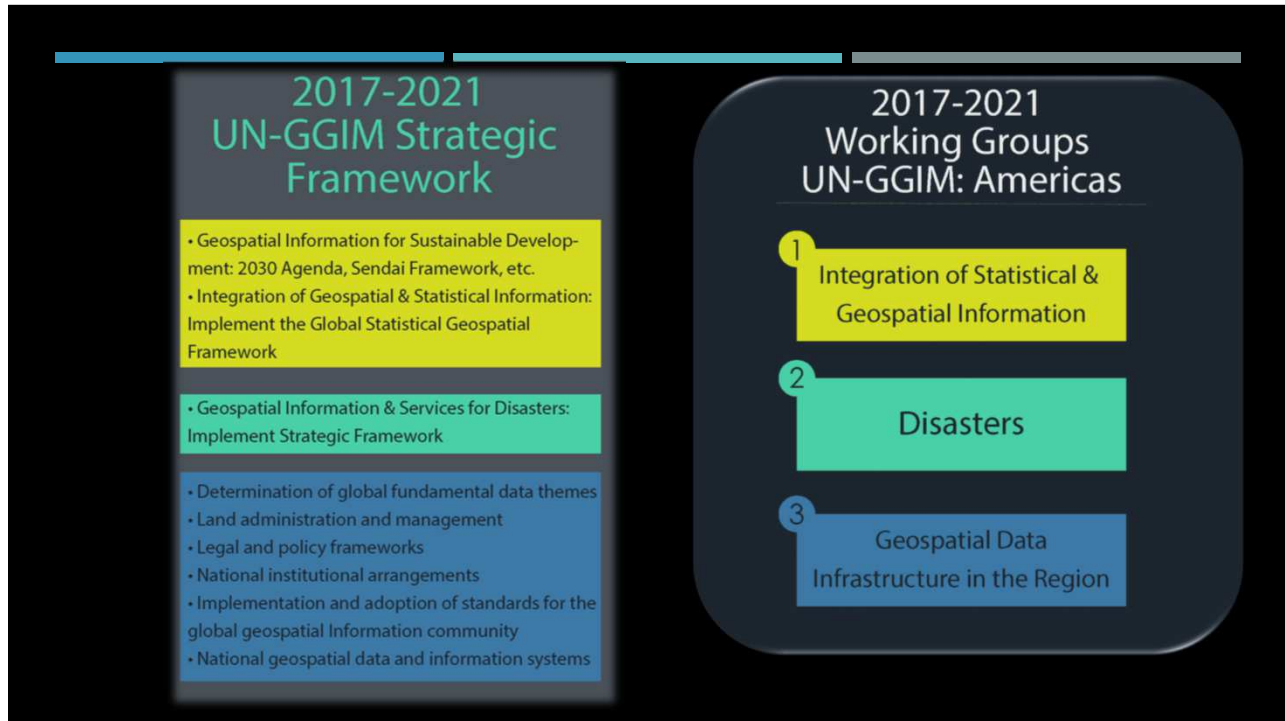 2017-2021
UN-GGIM Strategic
Framework
• Geospatial Information for Sustainable Develop-
ment: 2030 Agenda, Sendai Framework, etc.
• Integration of Geospatial & Statistical Information:
Implement the Global Statistical Geospatial
Framework
• Geospatial Information & Services for Disasters:
Implement Strategic Framework
• Determination of global fundamental data themes
• Land administration and management
• Legal and policy frameworks
• National institutional arrangements
• Implementation and adoption of standards for the
global geospatial Information community
• National geospatial data and information systems
2017-2021
Working Groups
UN-GGIM: Americas
1
Integration of Statistical &
Geospatial Information
2
Disasters
3
Geospatial Data
Infrastructure in the Region